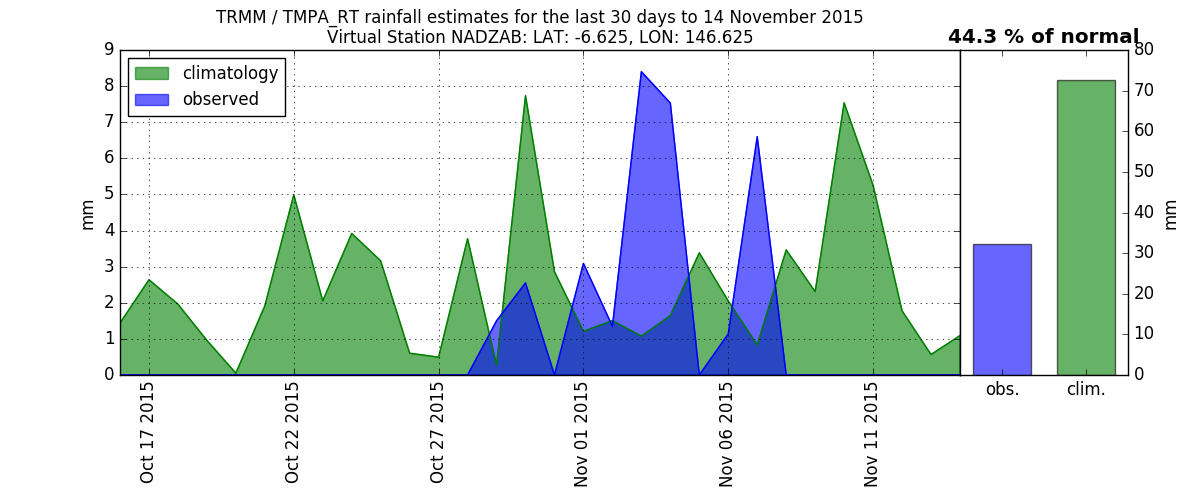 TRMM / TMPA_RT rainfall estimates for the last 30 days to 14 November 2015
Virtual Station NADZAB: LAT: -6.625, LON: 146.625
44.3 % of normal
climatology
observed
9
8
7
6
5
4
3
2
1
0
mm
Oct 17 2015
Oct 22 2015
Oct 27 2015
Nov 01 2015
Nov 06 2015
Nov 11 2015
80
70
60
50
40
30
20
10
0
mm
obs.
clim.